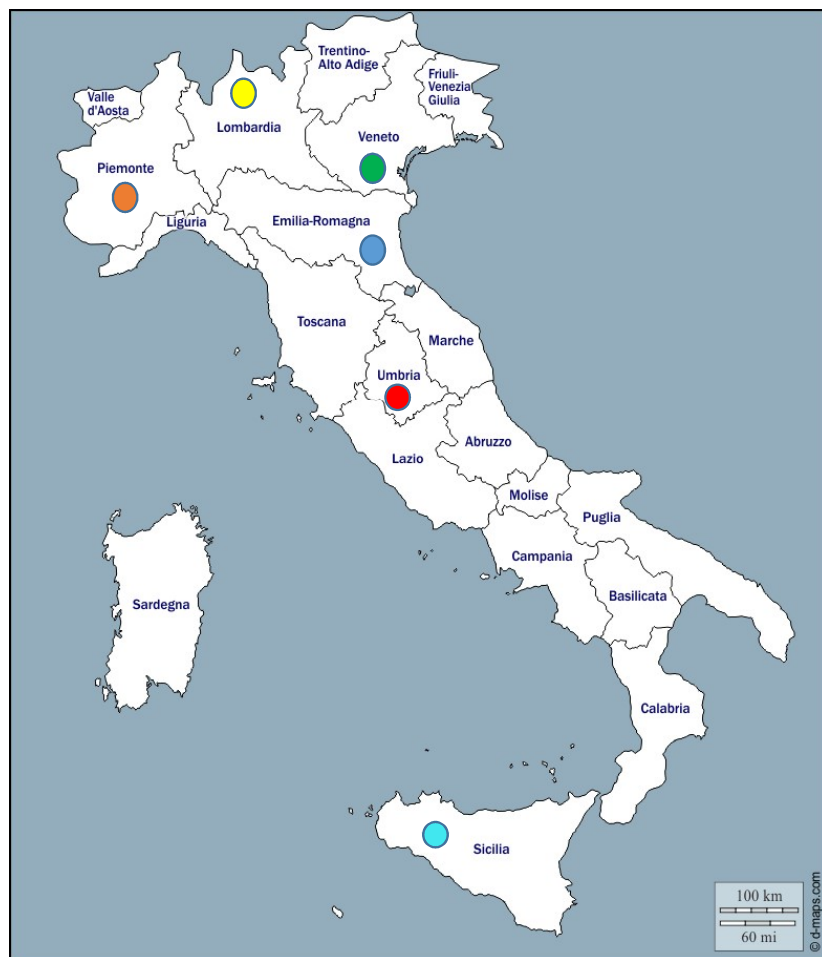 Trentino-
Alto Adige
Friuli-
Venezia
Giulia
Valle
d'Aosta
Lombardia
Veneto
Piemonte
Liguria
Emilia-Romagna
Toscana
Marche
Umbria
Abruzzo
Lazio
Molise
Puglia
Campania
Basilicata
Sardegna
Calabria
Sicilia
100 km
60 mi
© d-maps.com